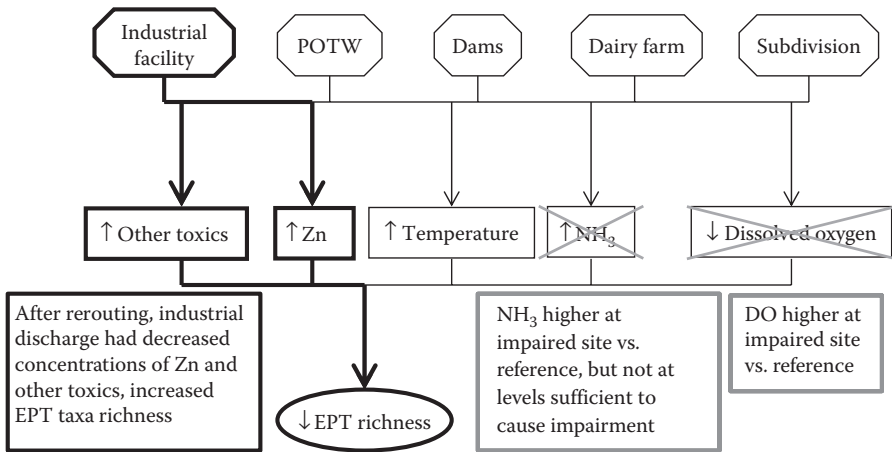 Industrial
facility
POTW
Dams
Dairy farm
Subdivision
↑ Other toxics
↑ Zn
↑ Temperature
↑ NH₃
↓ Dissolved oxygen
After rerouting, industrial
discharge had decreased
concentrations of Zn and
other toxics, increased
EPT taxa richness
NH₃ higher at
impaired site vs.
reference, but not at
levels sufficient to
cause impairment
DO higher at
impaired site
vs. reference
↓ EPT richness